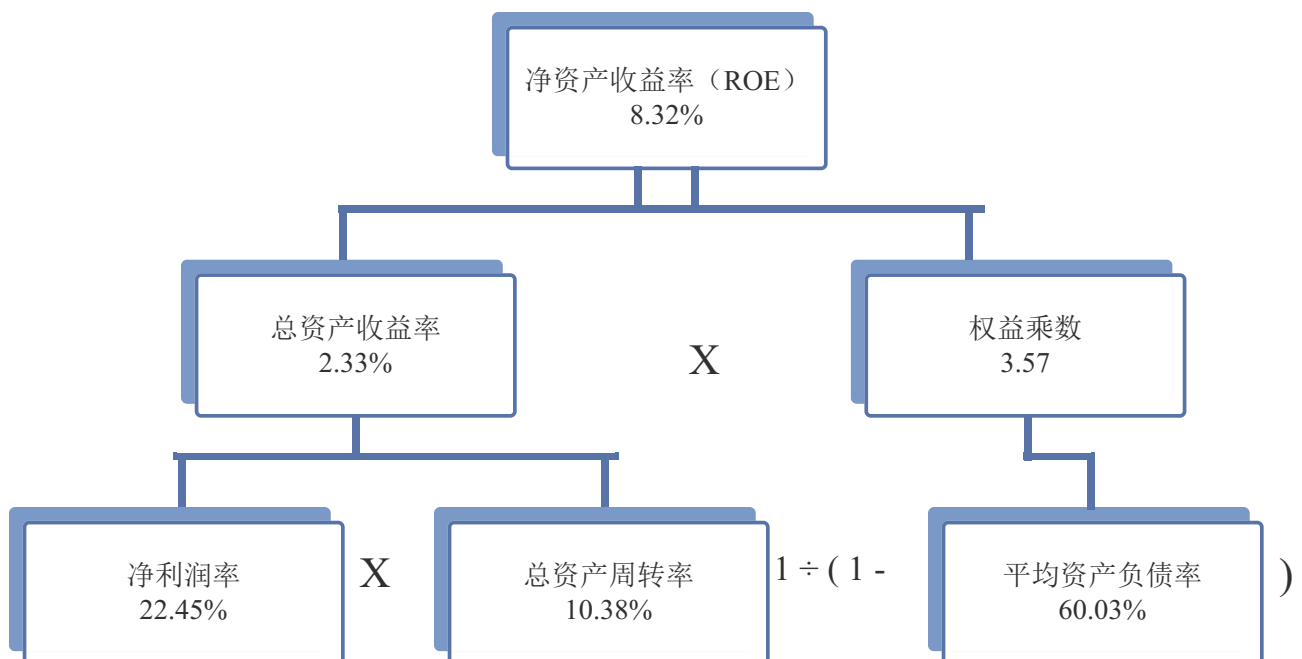 净资产收益率（ROE）
8.32%
总资产收益率
2.33%
X
权益乘数
3.57
净利润率
22.45%
X
总资产周转率
10.38%
1 ÷ ( 1 -
平均资产负债率
60.03%
)